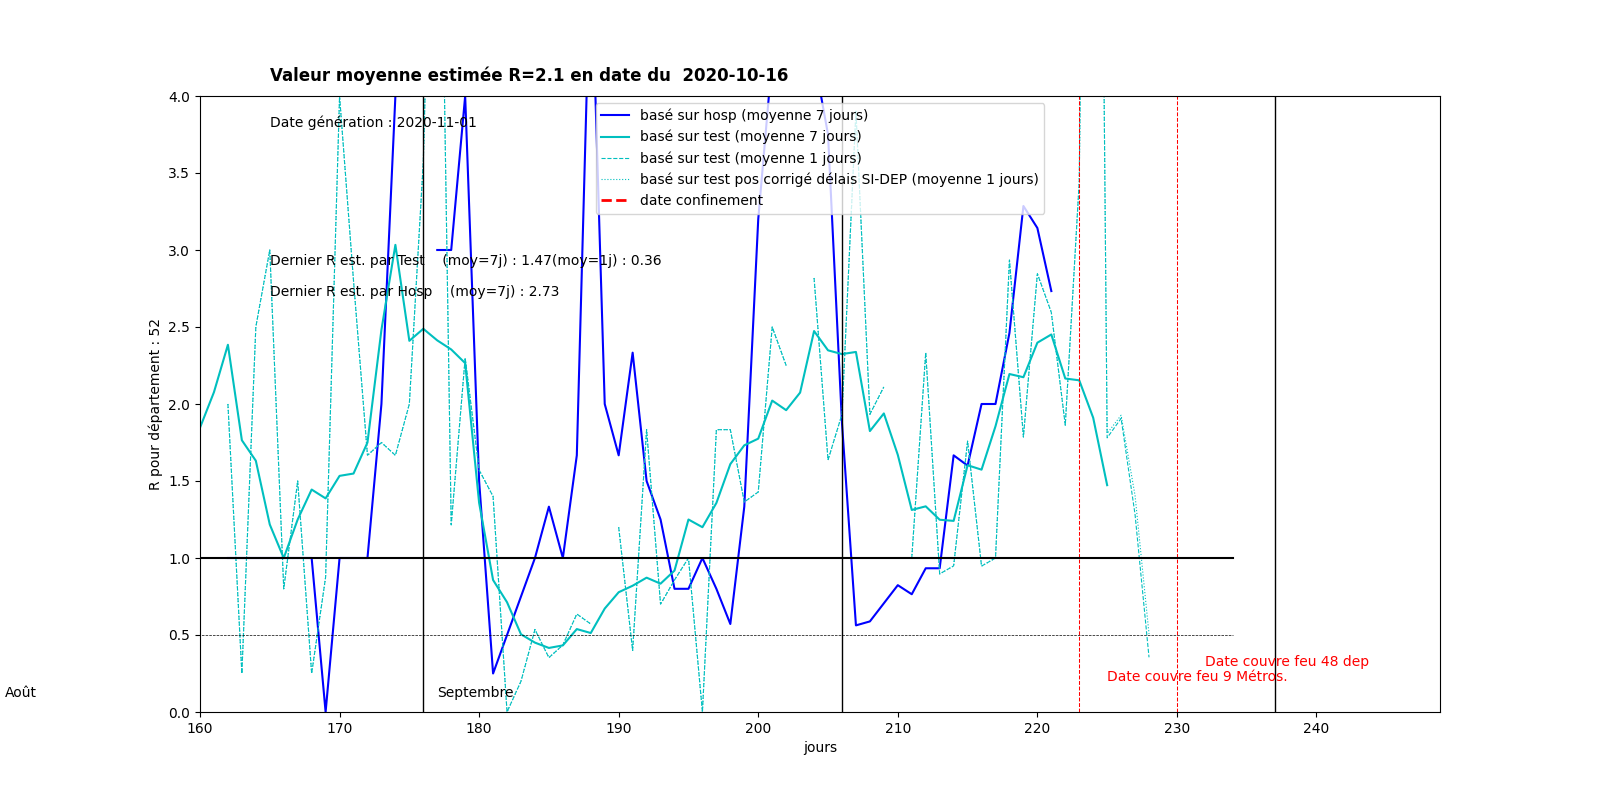 Valeur moyenne estimée R=2.1 en date du  2020-10-16
Date génération : 2020-11-01
basé sur hosp (moyenne 7 jours)
basé sur test (moyenne 7 jours)
basé sur test (moyenne 1 jours)
basé sur test pos corrigé délais SI-DEP (moyenne 1 jours)
date confinement
Dernier R est. par Test    (moy=7j) : 1.47(moy=1j) : 0.36
Dernier R est. par Hosp    (moy=7j) : 2.73
R pour département : 52
4.0
3.5
3.0
2.5
2.0
1.5
1.0
0.5
0.0
Date couvre feu 48 dep
Date couvre feu 9 Métros.
Août
Septembre
160 170 180 190 200 210 220 230 240
jours